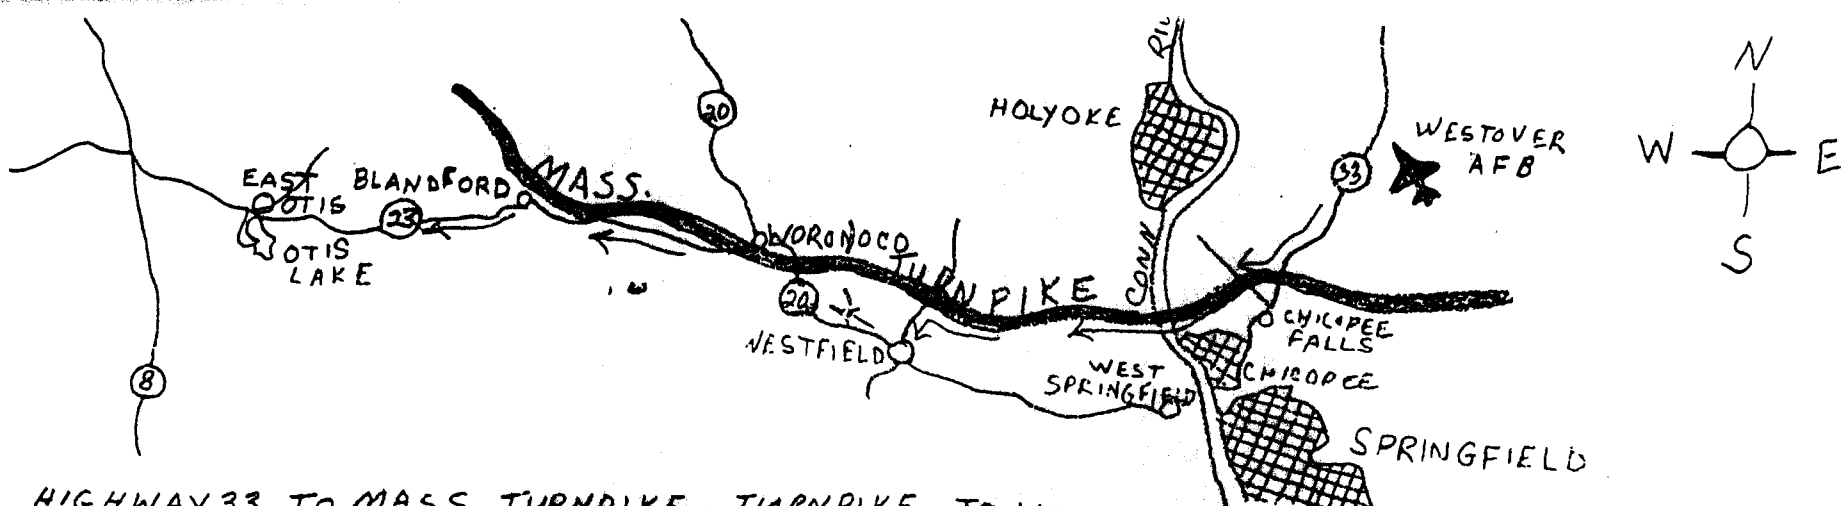 RIV
N
20
HOLYOKE
WESTOVER
AFB
W
E
33
EAST
OTIS
BLANDFORD
MASS.
23
S
OTIS
LAKE
WORONOCO
CONN
TURNPIKE
20
WESTFIELD
CHICOPEE
FALLS
WEST
SPRINGFIELD
CHICOPEE
8
SPRINGFIELD
HIGHWAY 33 TO MASS TURNPIKE TURNPIKE TO